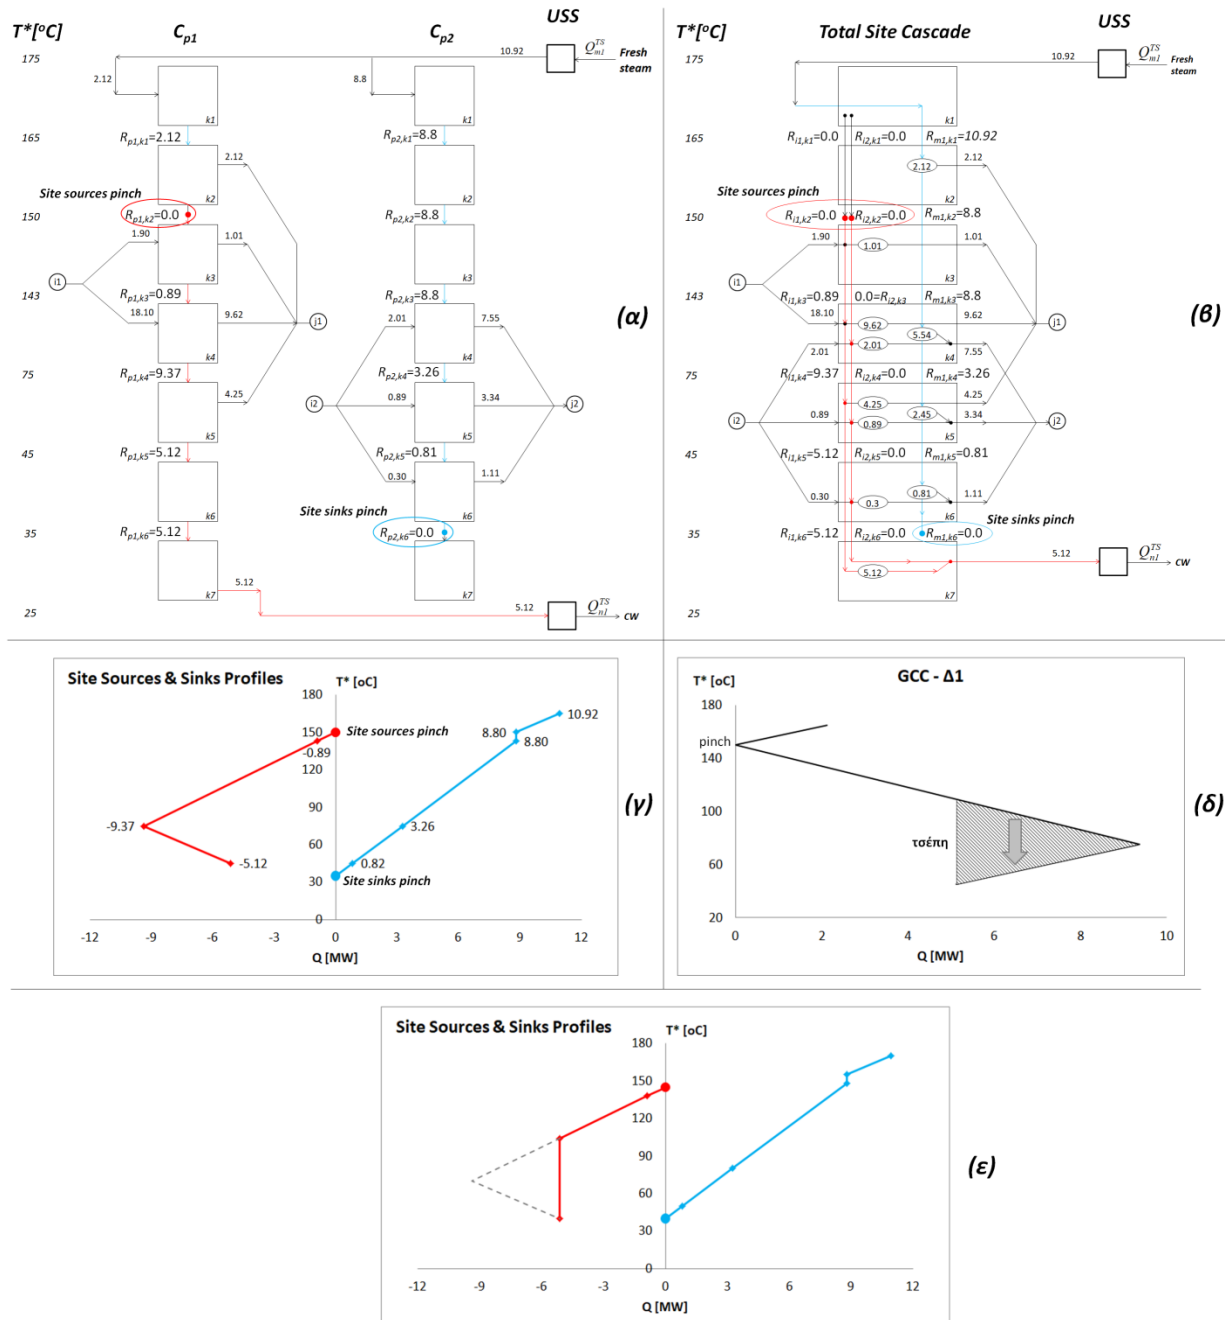 T*[oC] Cp1 Cp2 USS
175 10.92 Q_m1^TS Fresh steam
2.12 8.8
k1 k1
165 Rp1,k1=2.12 Rp2,k1=8.8
2.12
Site sources pinch k2 k2
150 Rp1,k2=0.0 Rp2,k2=8.8
1.90 1.01
i1 k3 k3
143 Rp1,k3=0.89 Rp2,k3=8.8 (α)
18.10 9.62 j1 2.01 7.55
k4 k4
75 Rp1,k4=9.37 Rp2,k4=3.26
4.25 i2 0.89 3.34 j2
k5 k5
45 Rp1,k5=5.12 Rp2,k5=0.81
0.30 1.11
Site sinks pinch
k6 k6
35 Rp1,k6=5.12 Rp2,k6=0.0
5.12
k7 k7
5.12 Q_n1^TS CW
25
T*[oC] Total Site Cascade USS
175 10.92 Q_m1^TS Fresh steam
k1
165 Ri1,k1=0.0 Ri2,k1=0.0 Rm1,k1=10.92
2.12 2.12
Site sources pinch k2
150 Ri1,k2=0.0 Ri2,k2=0.0 Rm1,k2=8.8
1.90 1.01 1.01
i1 k3
143 Ri1,k3=0.89 0.0=Ri2,k3 Rm1,k3=8.8 (β)
18.10 9.62 9.62 j1
5.54
2.01 2.01 k4 7.55
75 Ri1,k4=9.37 Ri2,k4=0.0 Rm1,k4=3.26
4.25 4.25
2.45
i2 0.89 0.89 3.34 j2
k5
45 Ri1,k5=5.12 Ri2,k5=0.0 Rm1,k5=0.81
0.81
0.30 0.3 1.11
k6
Site sinks pinch
35 Ri1,k6=5.12 Ri2,k6=0.0 Rm1,k6=0.0
5.12 Q_n1^TS CW
5.12
k7
25
Site Sources & Sinks Profiles
T* [oC]
180
150
120
90
60
30
0
10.92
8.80
8.80
Site sources pinch
-0.89
-9.37
3.26
-5.12
0.82
Site sinks pinch
-12 -9 -6 -3 0 3 6 9 12
Q [MW]
(γ)
GCC - Δ1
T* [oC]
180
pinch
140
100
60
20
τσέπη
0 2 4 6 8 10
Q [MW]
(δ)
Site Sources & Sinks Profiles
T* [oC]
180
150
120
90
60
30
0
-12 -9 -6 -3 0 3 6 9 12
Q [MW]
(ε)